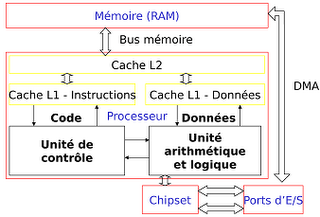 Mémoire (RAM)
Bus mémoire
DMA
Cache L2
Cache L1 - Instructions
Cache L1 - Données
Code
Processeur
Données
Unité de
contrôle
Unité
arithmétique
et logique
Chipset
Ports d'E/S